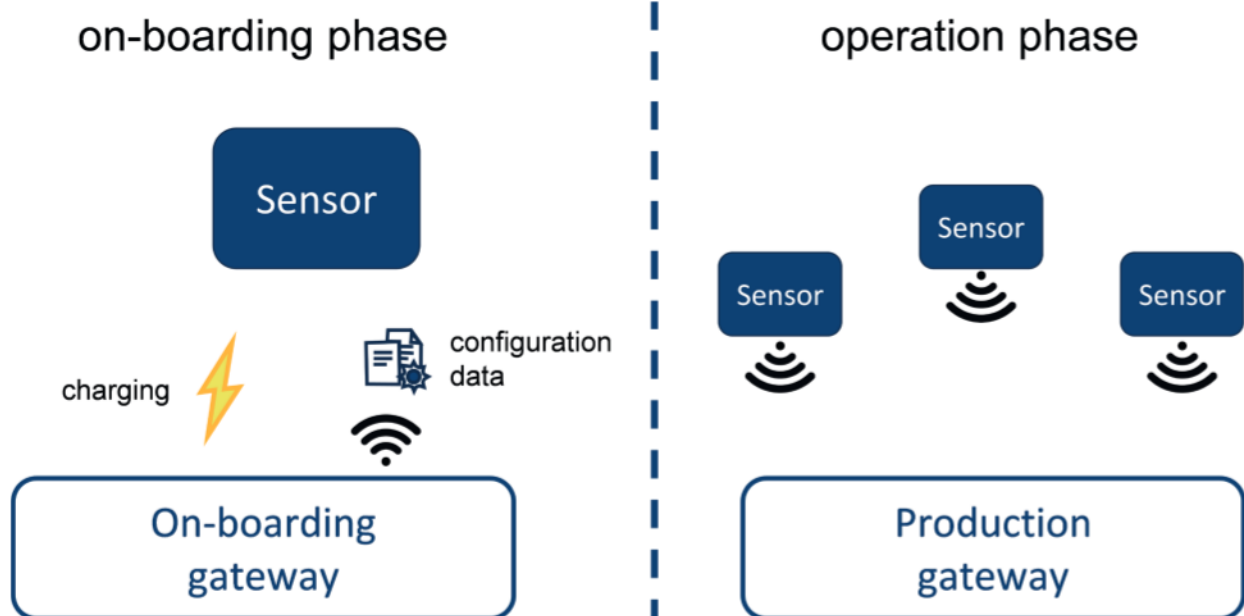 on-boarding phase
Sensor
charging
configuration
data
On-boarding
gateway
operation phase
Sensor
Sensor
Sensor
Production
gateway